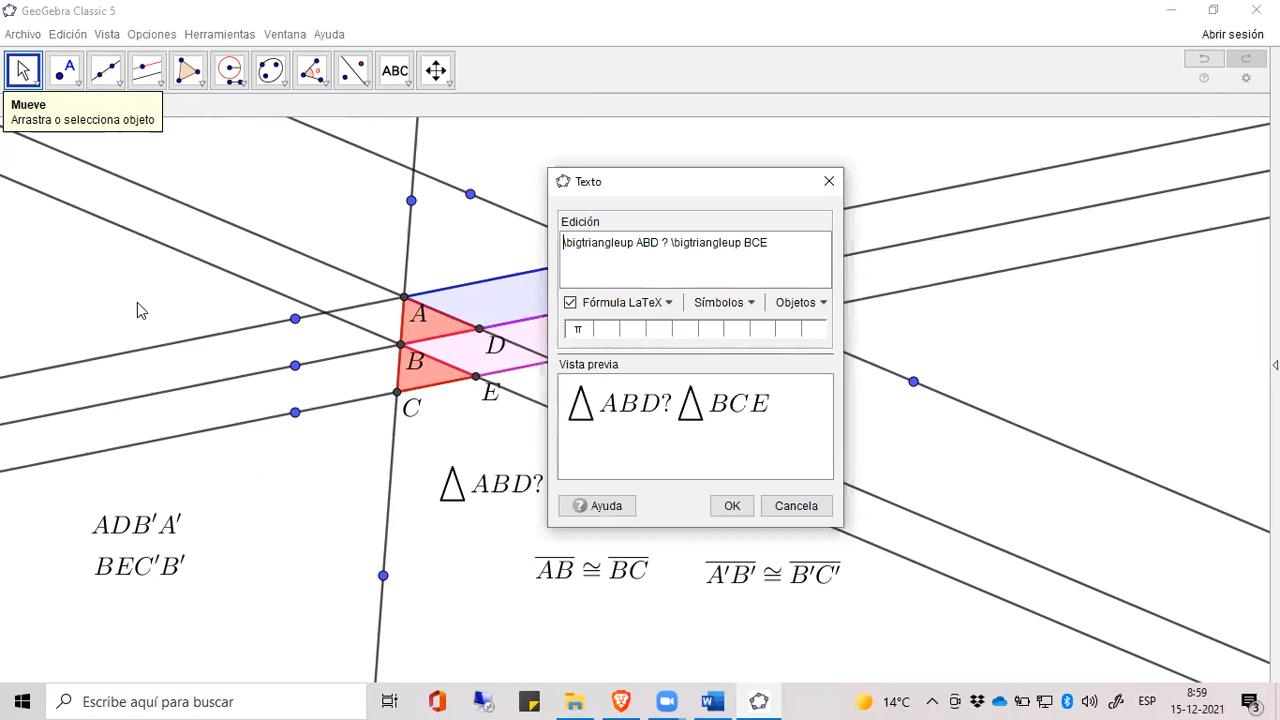 GeoGebra Classic 5
Archivo Edición Vista Opciones Herramientas Ventana Ayuda
Abrir sesión
A
ABC
Mueve
Arrastra o selecciona objeto
Texto
Edición
\bigtriangleup ABD ? \bigtriangleup BCE
Fórmula LaTeX Símbolos Objetos
π
Vista previa
△ABD? △BCE
Ayuda OK Cancela
A
B
C
D
E
△ABD?
ADB′A′
BEC′B′
AB ≅ BC
A′B′ ≅ B′C′
Escribe aquí para buscar
14°C
ESP
8:59
15-12-2021
3